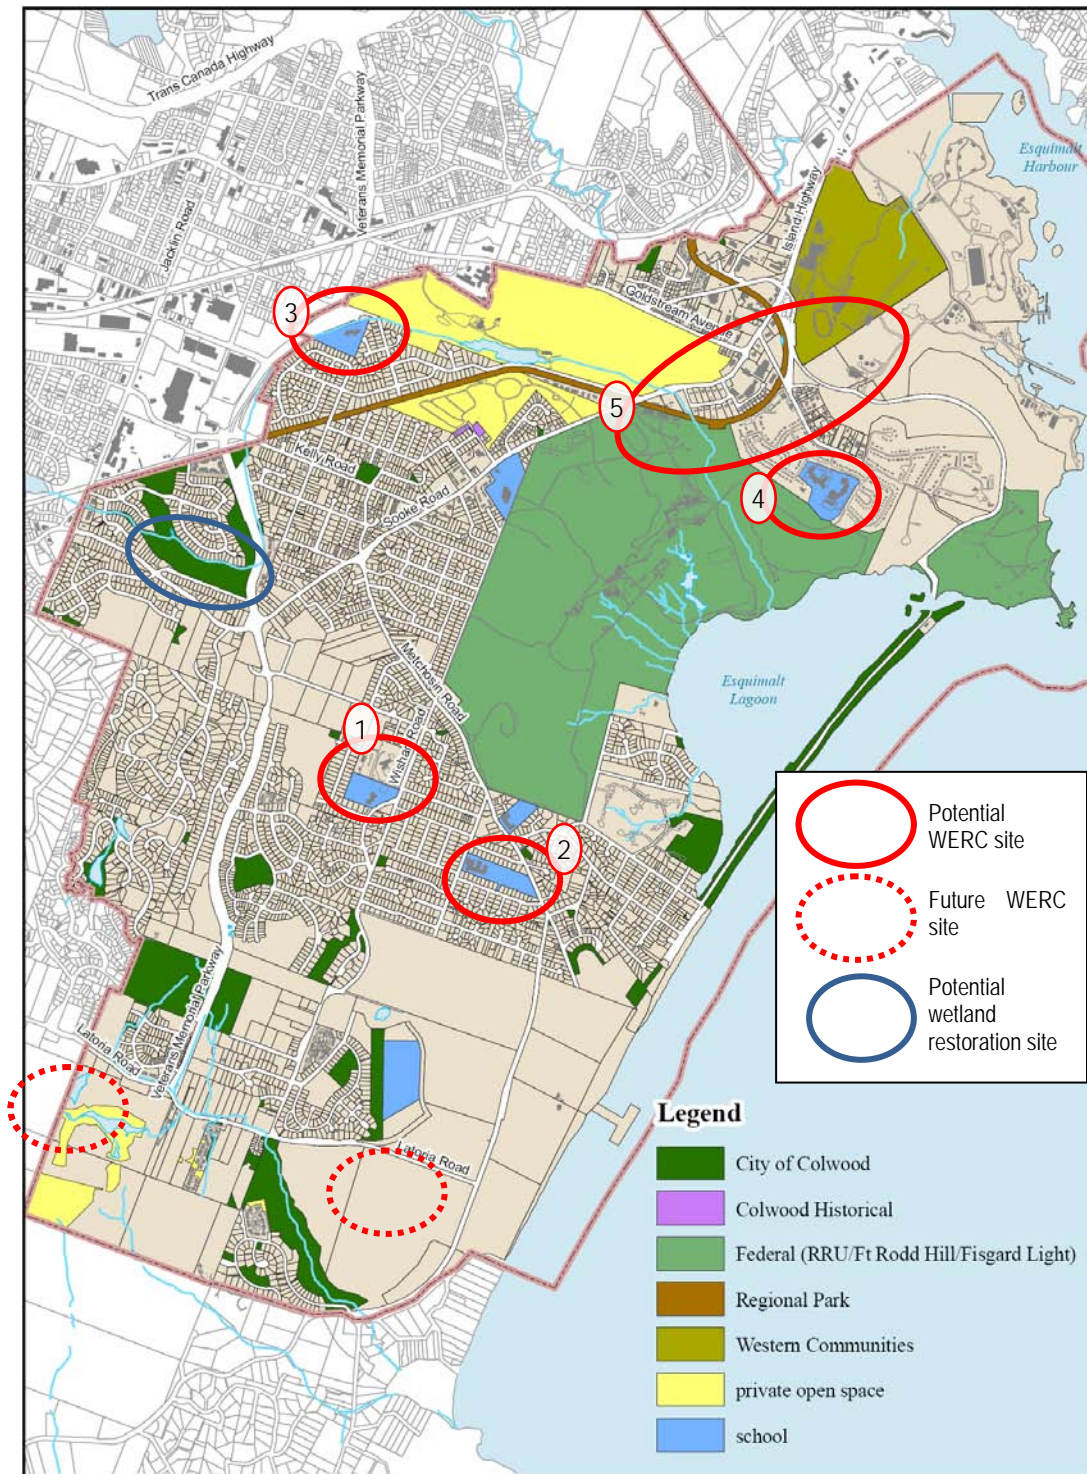 Trans Canada Highway
Veterans Memorial Parkway
Jacklin Road
Esquimalt
Harbour
Island Highway
Goldstream Avenue
3
5
Kelly Road
Sooke Road
4
Metchosin Road
Esquimalt
Lagoon
1
Wishart Road
2
Potential
WERC site
Future WERC
site
Potential
wetland
restoration site
Veterans Memorial Parkway
Latoria Road
Latoria Road
Legend
City of Colwood
Colwood Historical
Federal (RRU/Ft Rodd Hill/Fisgard Light)
Regional Park
Western Communities
private open space
school